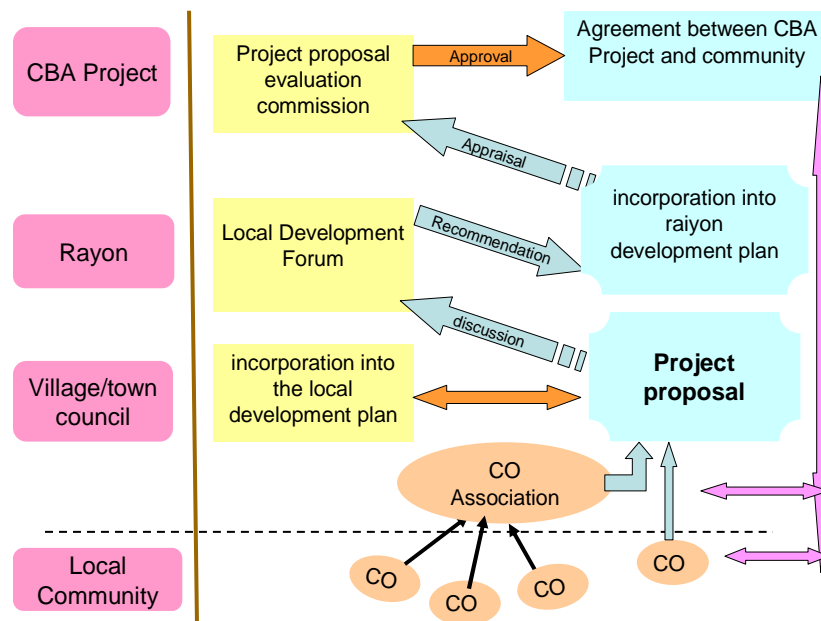 CBA Project
Project proposal
evaluation
commission
Approval
Agreement between CBA
Project and community
Appraisal
Rayon
Local Development
Forum
Recommendation
incorporation into
raiyon
development plan
discussion
Village/town
council
incorporation into
the local
development plan
Project
proposal
CO
Association
Local
Community
CO
CO
CO
CO